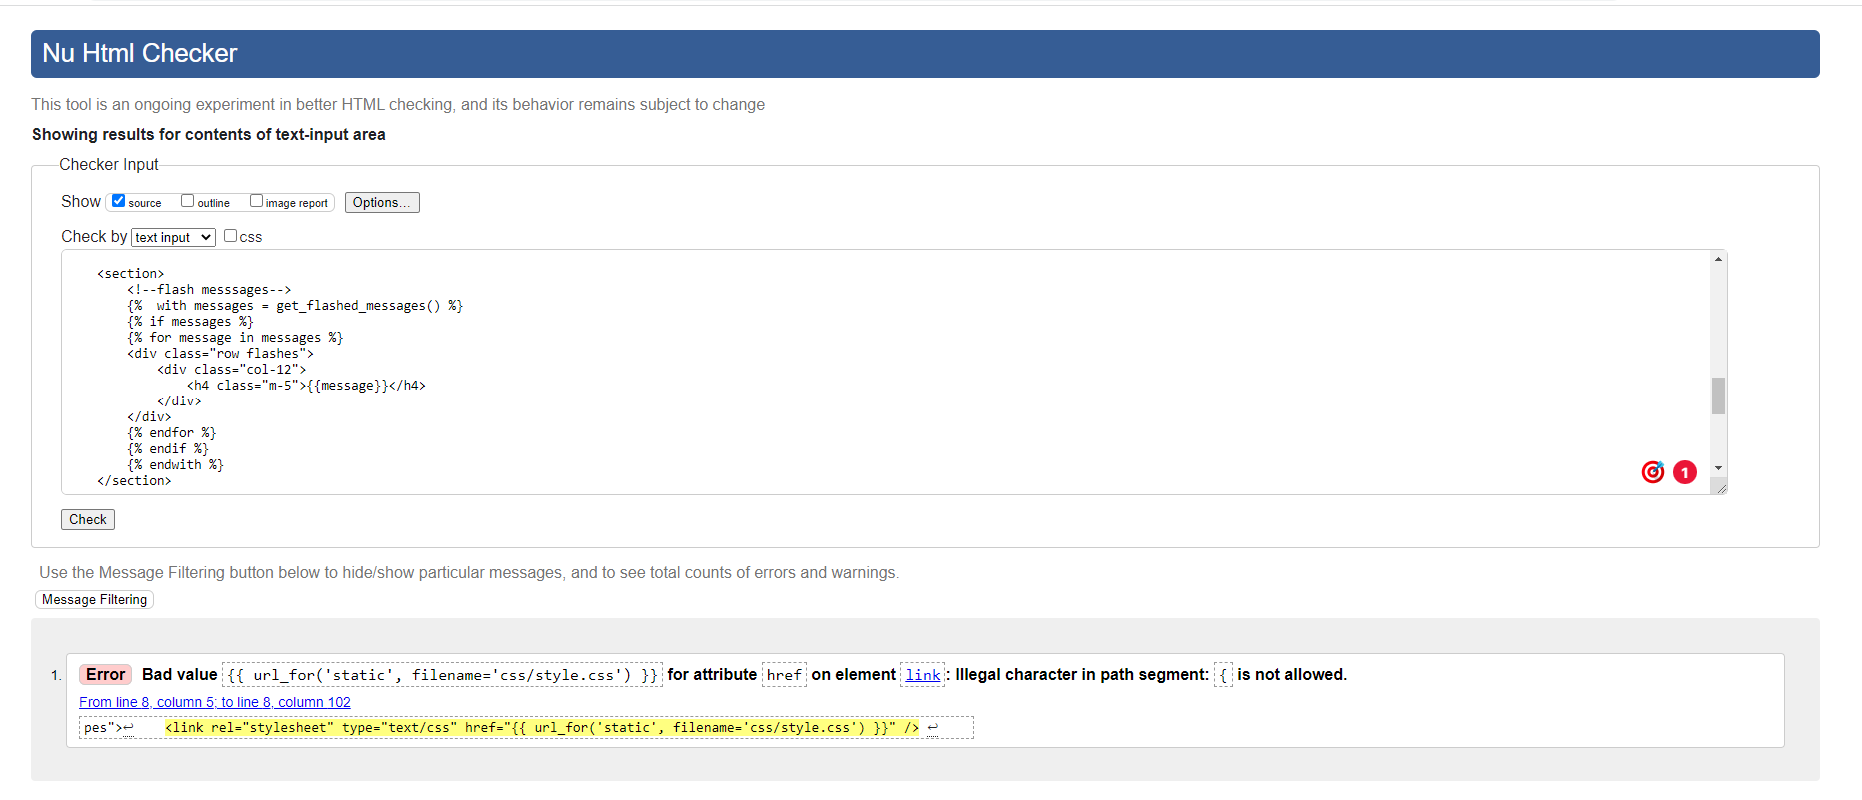 Nu Html Checker
This tool is an ongoing experiment in better HTML checking, and its behavior remains subject to change
Showing results for contents of text-input area
Checker Input
Show source outline image report Options...
Check by text input css
<section>
<!--flash messsages-->
{%  with messages = get_flashed_messages() %}
{% if messages %}
{% for message in messages %}
<div class="row flashes">
<div class="col-12">
<h4 class="m-5">{{message}}</h4>
</div>
</div>
{% endfor %}
{% endif %}
{% endwith %}
</section>
1
Check
Use the Message Filtering button below to hide/show particular messages, and to see total counts of errors and warnings.
Message Filtering
1. Error Bad value {{ url_for('static', filename='css/style.css') }} for attribute href on element link: Illegal character in path segment: { is not allowed.
From line 8, column 5; to line 8, column 102
pes">↩ <link rel="stylesheet" type="text/css" href="{{ url_for('static', filename='css/style.css') }}" /> ↩